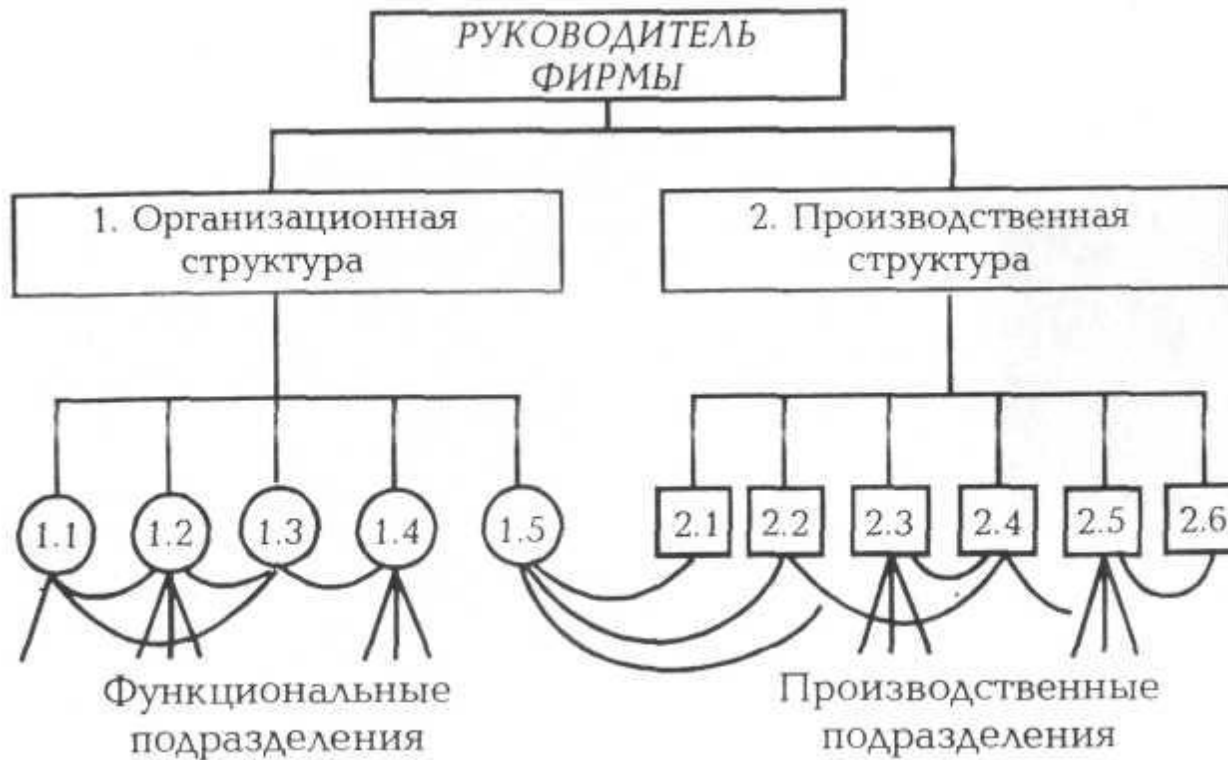 РУКОВОДИТЕЛЬ
ФИРМЫ
1. Организационная
структура
2. Производственная
структура
1.1
1.2
1.3
1.4
1.5
2.1
2.2
2.3
2.4
2.5
2.6
Функциональные
подразделения
Производственные
подразделения